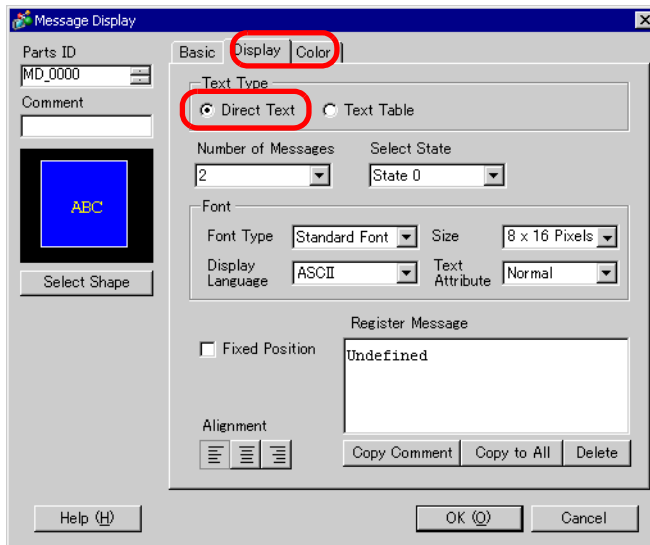 Message Display
Parts ID
MD_0000
Comment
ABC
Select Shape
Basic Display Color
Text Type
Direct Text Text Table
Number of Messages Select State
2 State 0
Font
Font Type Standard Font Size 8 x 16 Pixels
Display Language ASCII Text Attribute Normal
Register Message
Fixed Position
Undefined
Alignment
Copy Comment Copy to All Delete
Help (H) OK (O) Cancel